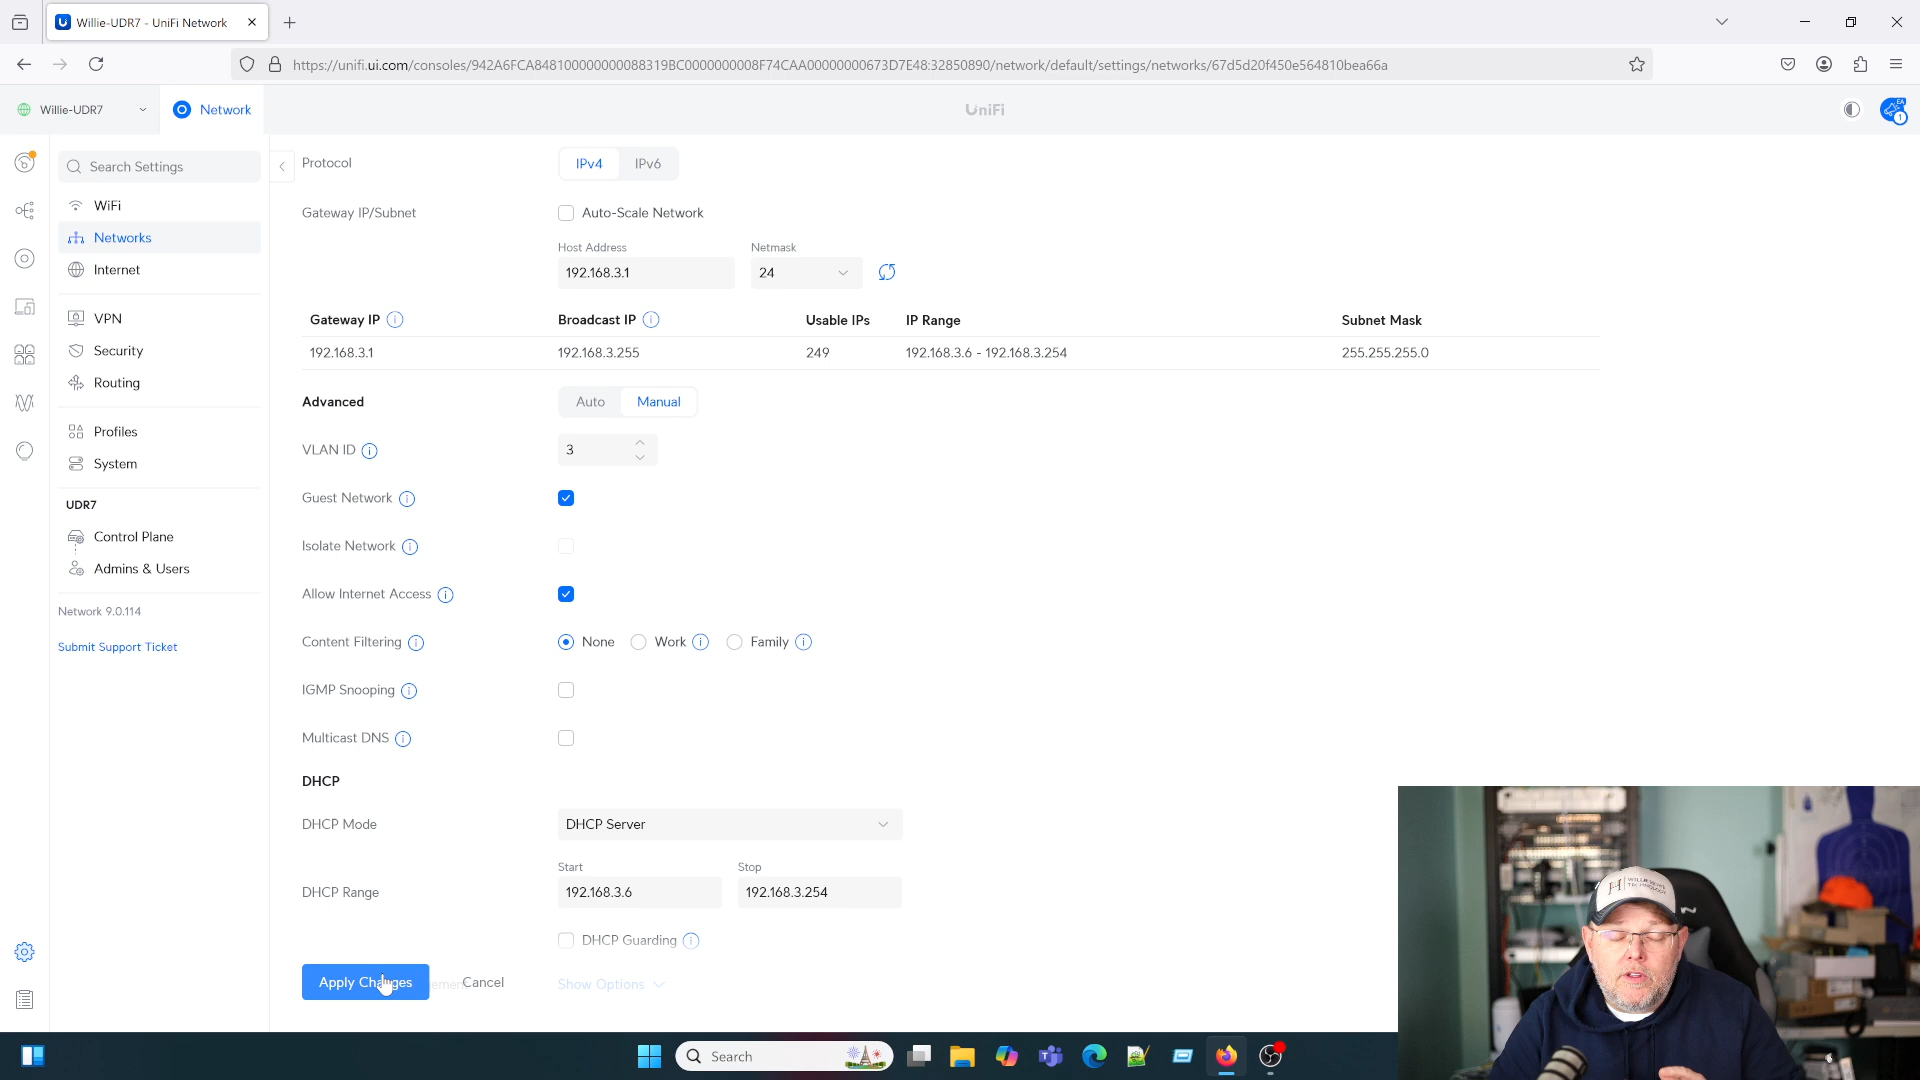 Willie-UDR7 - UniFi Network
https://unifi.ui.com/consoles/942A6FCA848100000000088319BC0000000008F74CAA00000000673D7E48:32850890/network/default/settings/networks/67d5d20f450e564810bea66a
Willie-UDR7
Network
UniFi
EA
1
Search Settings
WiFi
Networks
Internet
VPN
Security
Routing
Profiles
System
UDR7
Control Plane
Admins & Users
Network 9.0.114
Submit Support Ticket
Protocol
IPv4 IPv6
Gateway IP/Subnet
Auto-Scale Network
Host Address Netmask
192.168.3.1 24
Gateway IP Broadcast IP Usable IPs IP Range Subnet Mask
192.168.3.1 192.168.3.255 249 192.168.3.6 - 192.168.3.254 255.255.255.0
Advanced Auto Manual
VLAN ID 3
Guest Network
Isolate Network
Allow Internet Access
Content Filtering None Work Family
IGMP Snooping
Multicast DNS
DHCP
DHCP Mode DHCP Server
Start Stop
DHCP Range 192.168.3.6 192.168.3.254
DHCP Guarding
Apply Changes Cancel Show Options
Search